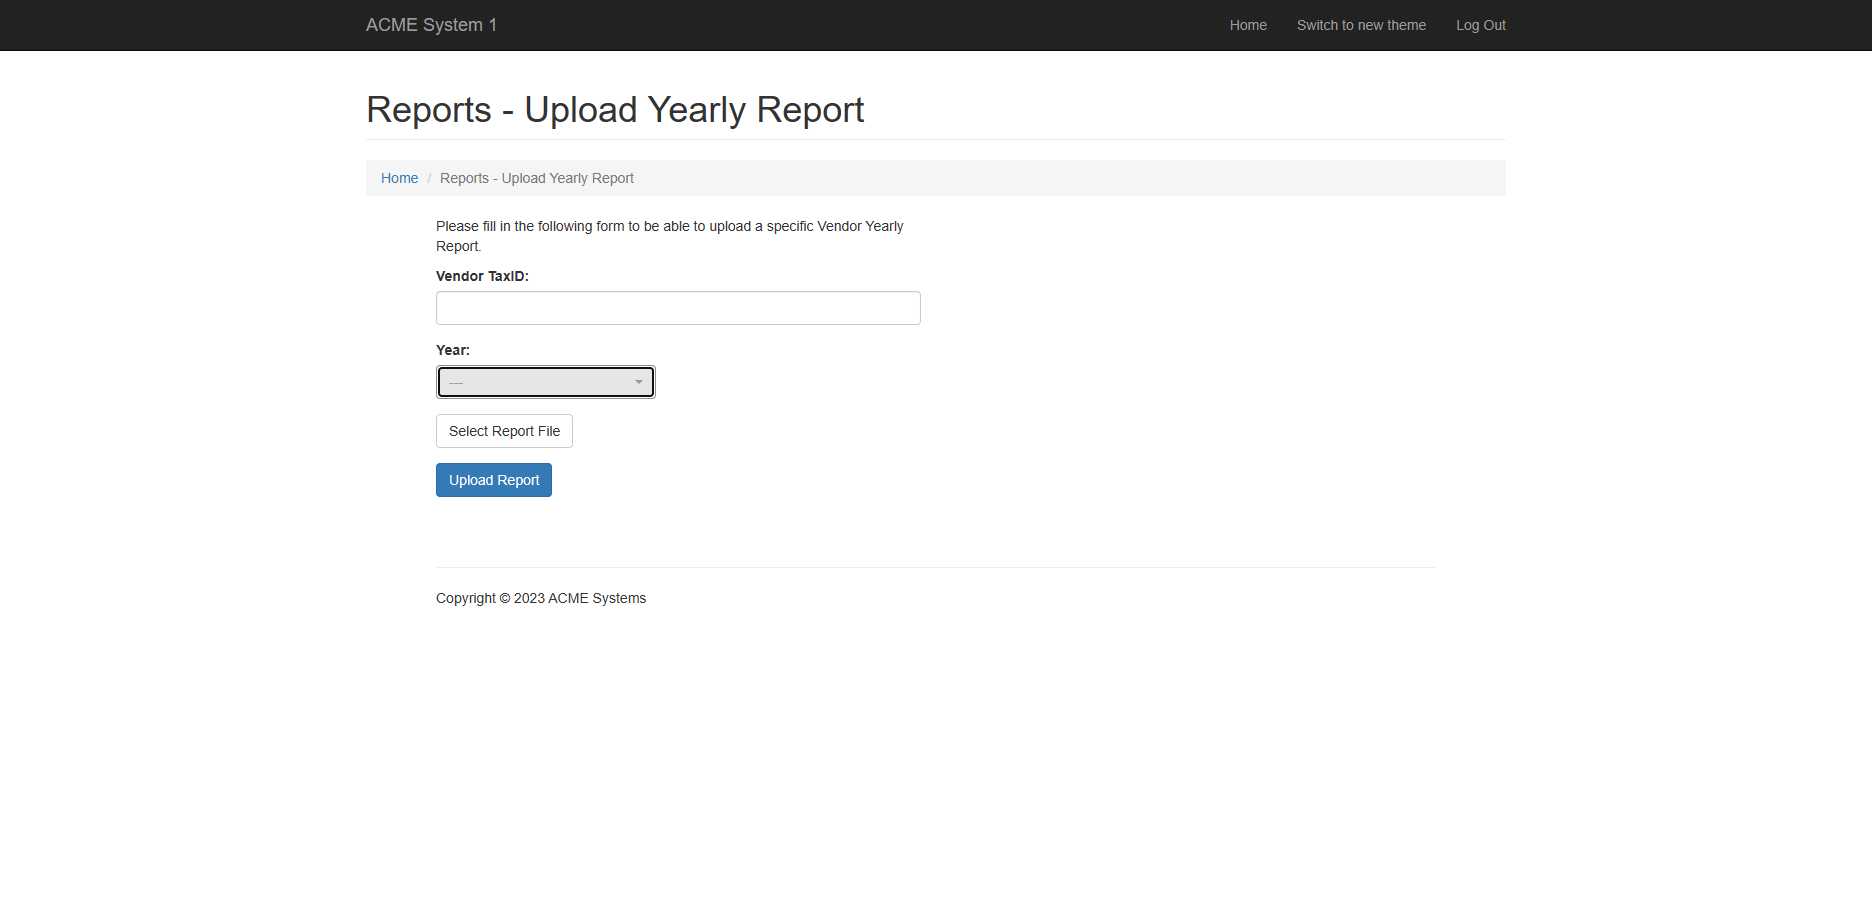 ACME System 1
Home
Switch to new theme
Log Out
Reports - Upload Yearly Report
Home / Reports - Upload Yearly Report
Please fill in the following form to be able to upload a specific Vendor Yearly
Report.
Vendor TaxID:
Year:
---
Select Report File
Upload Report
Copyright © 2023 ACME Systems